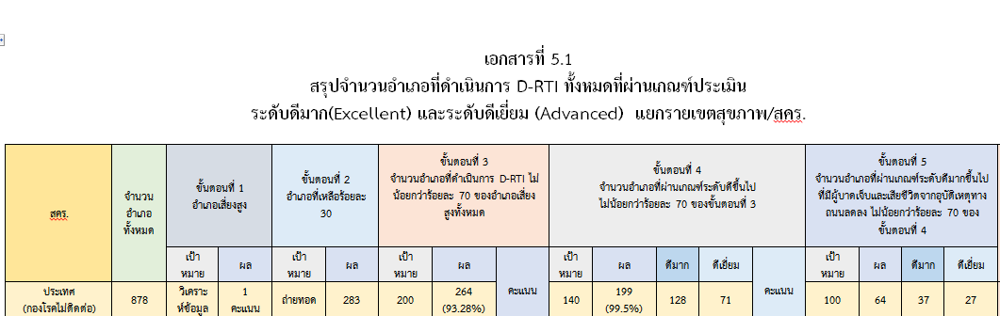 เอกสารที่ 5.1
สรุปจำนวนอำเภอที่ดำเนินการ D-RTI ทั้งหมดที่ผ่านเกณฑ์ประเมิน
ระดับดีมาก(Excellent) และระดับดีเยี่ยม (Advanced) แยกรายเขตสุขภาพ/สคร.
สคร.
จำนวน
อำเภอ
ทั้งหมด
ขั้นตอนที่ 1
อำเภอเสี่ยงสูง
ขั้นตอนที่ 2
อำเภอที่เหลือร้อยละ
30
ขั้นตอนที่ 3
จำนวนอำเภอที่ดำเนินการ D-RTI ไม่
น้อยกว่าร้อยละ 70 ของอำเภอเสี่ยง
สูงทั้งหมด
ขั้นตอนที่ 4
จำนวนอำเภอที่ผ่านเกณฑ์ระดับดีขึ้นไป
ไม่น้อยกว่าร้อยละ 70 ของขั้นตอนที่ 3
ขั้นตอนที่ 5
จำนวนอำเภอที่ผ่านเกณฑ์ระดับดีมากขึ้นไป
ที่มีผู้บาดเจ็บและเสียชีวิตจากอุบัติเหตุทาง
ถนนลดลง ไม่น้อยกว่าร้อยละ 70 ของ
ขั้นตอนที่ 4
เป้า
หมาย
ผล
เป้า
หมาย
ผล
เป้า
หมาย
ผล
คะแนน
เป้า
หมาย
ผล
ดีมาก
ดีเยี่ยม
คะแนน
เป้า
หมาย
ผล
ดีมาก
ดีเยี่ยม
ประเทศ
(กองโรคไม่ติดต่อ)
878
วิเคราะ
ห์ข้อมูล
1
คะแนน
ถ่ายทอด
283
200
264
(93.28%)
140
199
(99.5%)
128
71
100
64
37
27